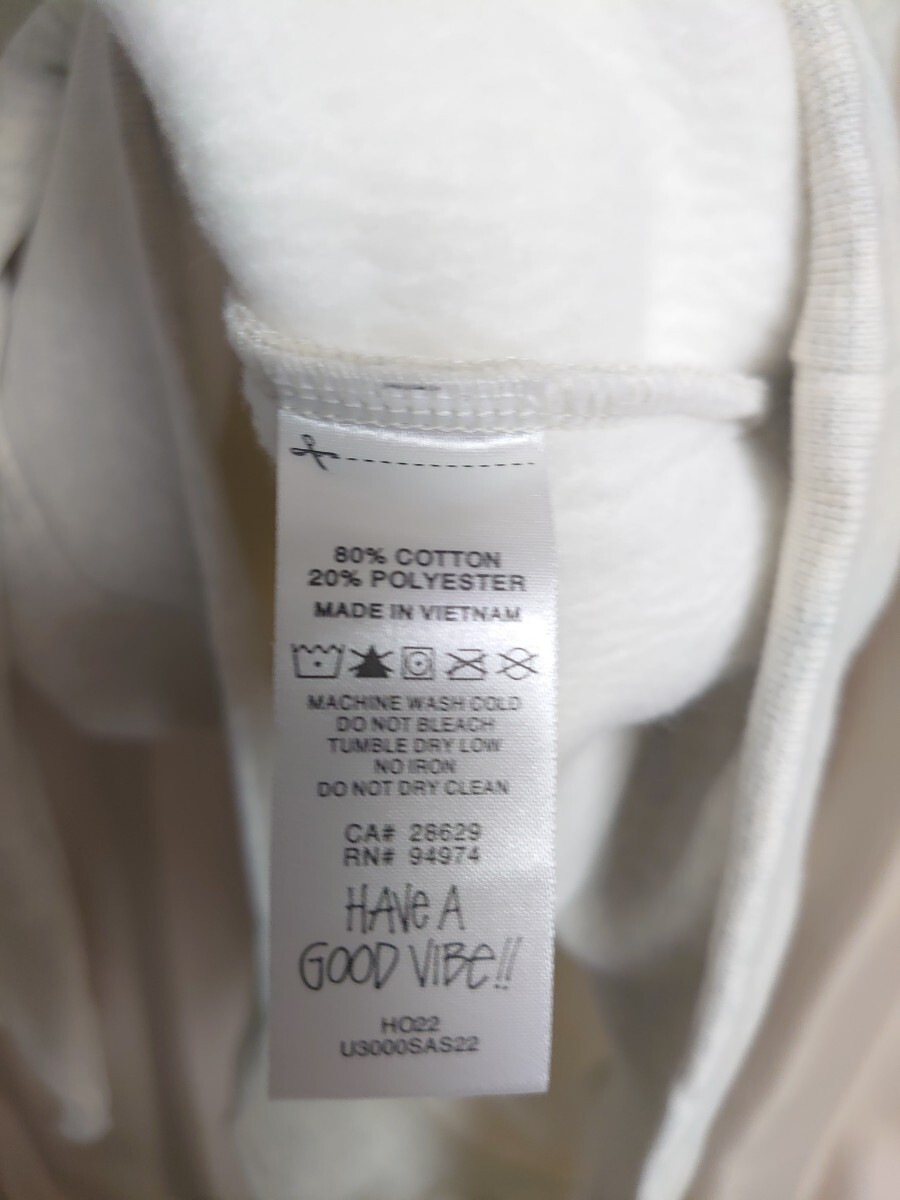 80% COTTON
20% POLYESTER
MADE IN VIETNAM
MACHINE WASH COLD
DO NOT BLEACH
TUMBLE DRY LOW
NO IRON
DO NOT DRY CLEAN
CA# 28629
RN# 94974
HAVe A
GOOD VIBe!!
HO22
U3000SAS22